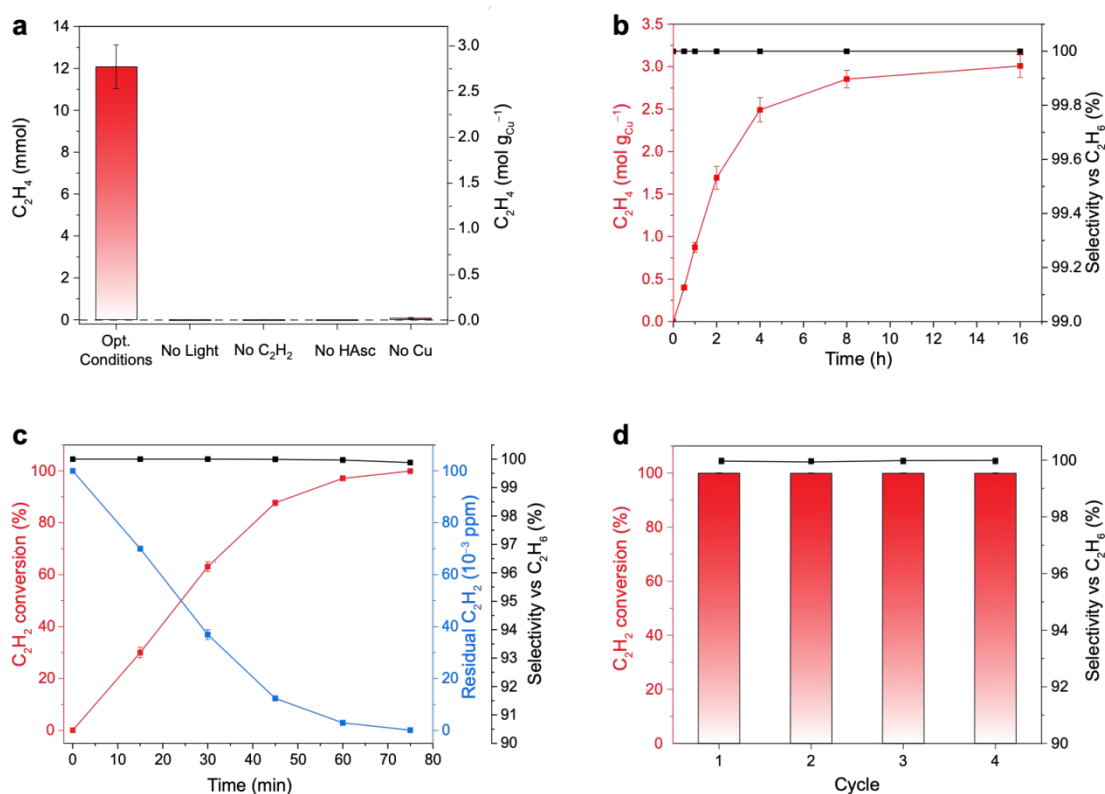 a
14
12
10
8
6
4
2
0
C₂H₄ (mmol)
3.0
2.5
2.0
1.5
1.0
0.5
0.0
C₂H₄ (mol g_Cu⁻¹)
Opt. Conditions
No Light
No C₂H₂
No HAsc
No Cu
b
3.5
3.0
2.5
2.0
1.5
1.0
0.5
0.0
C₂H₄ (mol g_Cu⁻¹)
100
99.8
99.6
99.4
99.2
99.0
Selectivity vs C₂H₆ (%)
0 2 4 6 8 10 12 14 16
Time (h)
c
100
80
60
40
20
0
C₂H₂ conversion (%)
100
80
60
40
20
0
Residual C₂H₂ (10⁻³ ppm)
100
99
98
97
96
95
94
93
92
91
90
Selectivity vs C₂H₆ (%)
0 10 20 30 40 50 60 70 80
Time (min)
d
100
80
60
40
20
0
C₂H₂ conversion (%)
100
98
96
94
92
90
Selectivity vs C₂H₆ (%)
1 2 3 4
Cycle